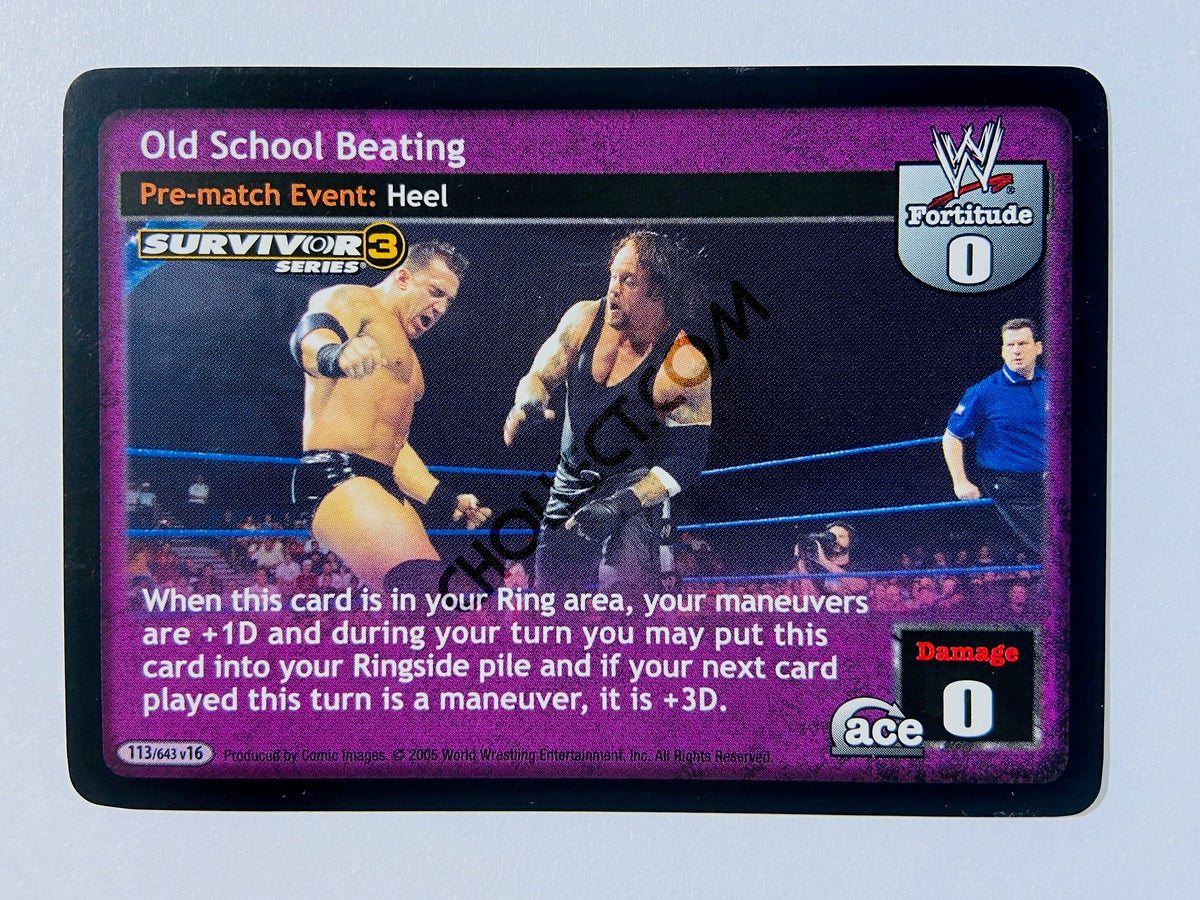 Old School Beating
Pre-match Event: Heel
W
Fortitude
0
SURVIVOR 3
SERIES®
CHOLLECT.COM
When this card is in your Ring area, your maneuvers
are +1D and during your turn you may put this
card into your Ringside pile and if your next card
played this turn is a maneuver, it is +3D.
Damage
0
ace
113/643 v16
Produced by Comic Images. © 2005 World Wrestling Entertainment, Inc. All Rights Reserved.